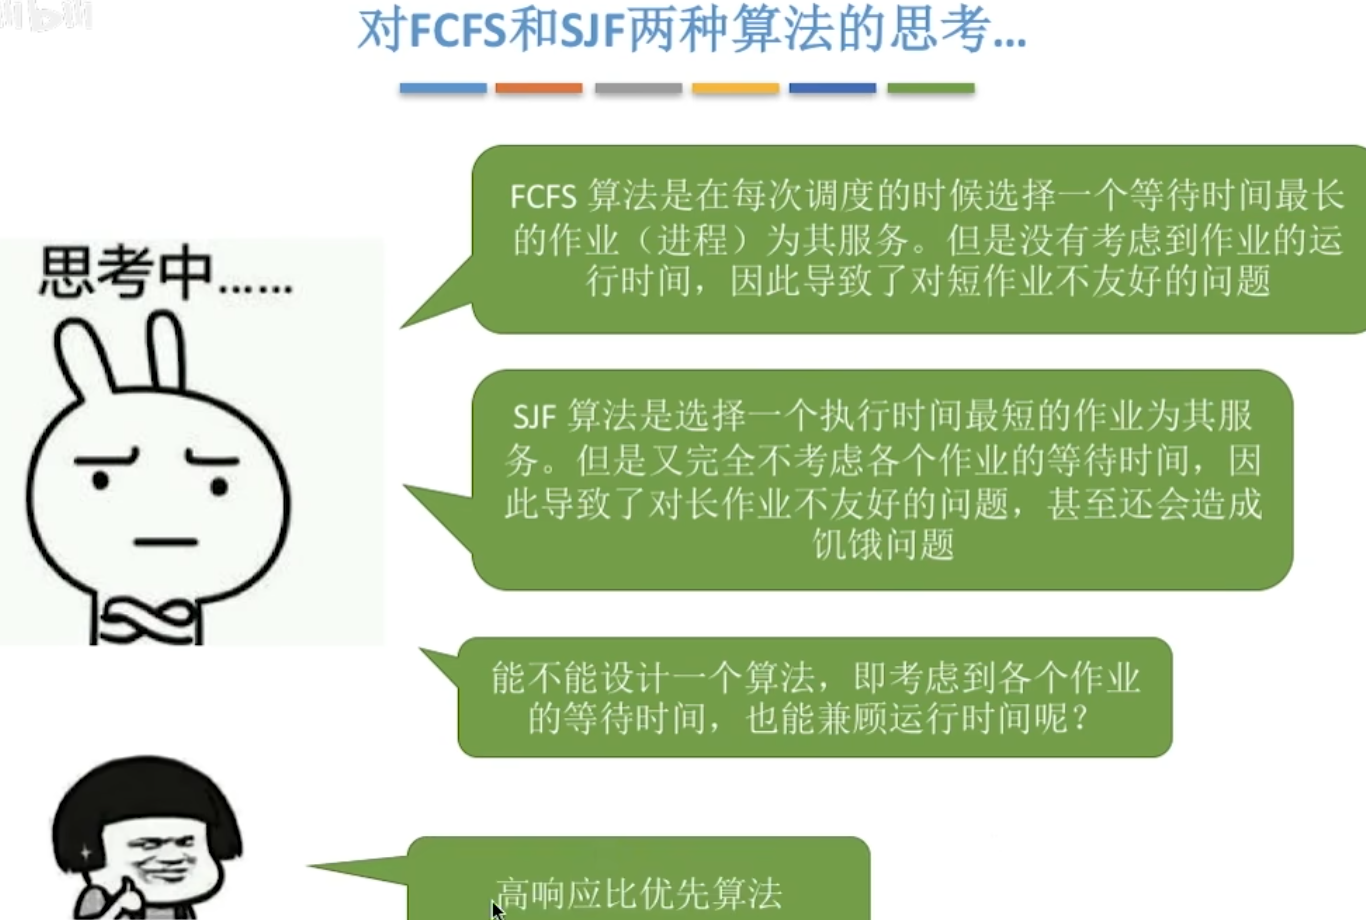 对FCFS和SJF两种算法的思考...
FCFS 算法是在每次调度的时候选择一个等待时间最长
的作业（进程）为其服务。但是没有考虑到作业的运
行时间，因此导致了对短作业不友好的问题
思考中......
SJF 算法是选择一个执行时间最短的作业为其服
务。但是又完全不考虑各个作业的等待时间，因
此导致了对长作业不友好的问题，甚至还会造成
饥饿问题
能不能设计一个算法，即考虑到各个作业
的等待时间，也能兼顾运行时间呢？
高响应比优先算法